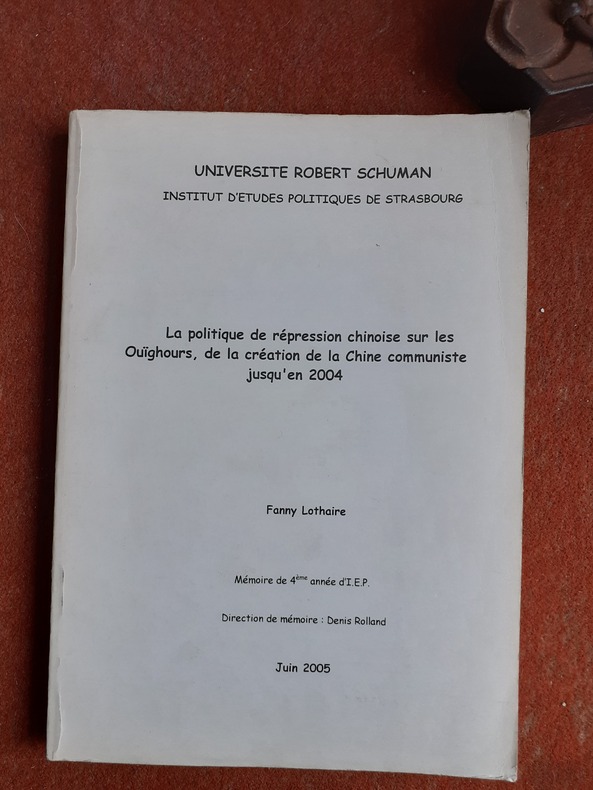 UNIVERSITE ROBERT SCHUMAN
INSTITUT D'ETUDES POLITIQUES DE STRASBOURG
La politique de répression chinoise sur les
Ouïghours, de la création de la Chine communiste
jusqu'en 2004
Fanny Lothaire
Mémoire de 4ème année d'I.E.P.
Direction de mémoire : Denis Rolland
Juin 2005